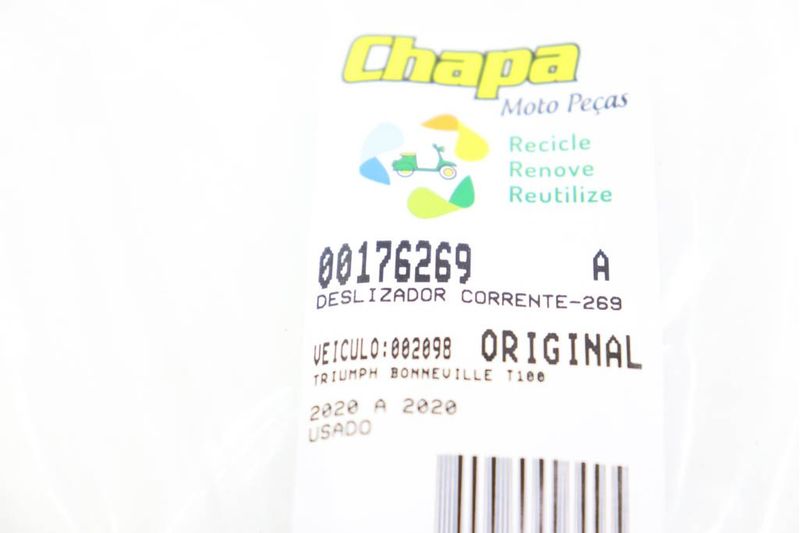 Chapa
Moto Peças
Recicle
Renove
Reutilize
00176269 A
DESLIZADOR CORRENTE-269
VEICULO:002098 ORIGINAL
TRIUMPH BONNEVILLE T100
2020 A 2020
USADO